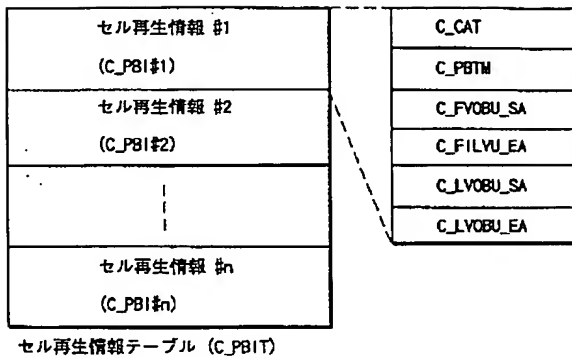 セル再生情報 #1
(C_PBI#1)
セル再生情報 #2
(C_PBI#2)
セル再生情報 #n
(C_PBI#n)
セル再生情報テーブル (C_PBIT)
C_CAT
C_PBTM
C_FVOBU_SA
C_FILVU_EA
C_LVOBU_SA
C_LVOBU_EA